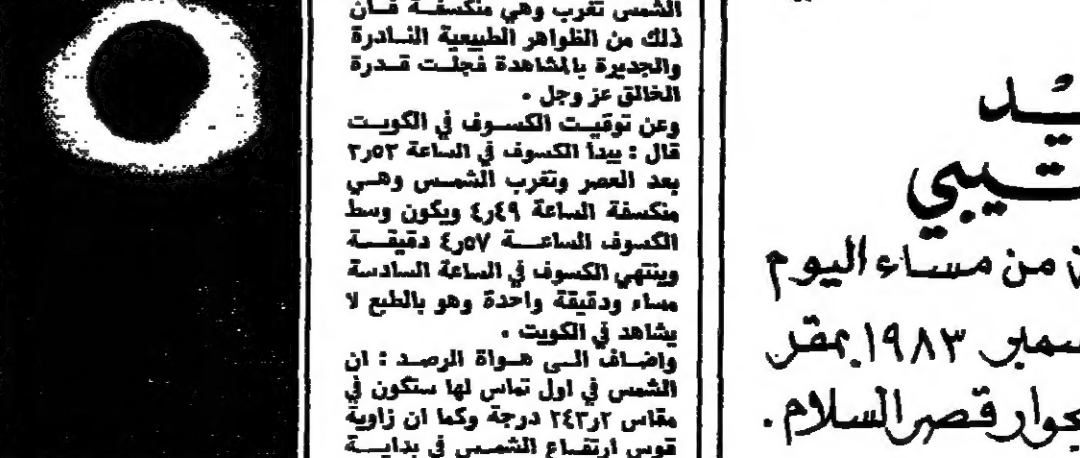 الشمس تغرب وهي منكسفة فان
ذلك من الظواهر الطبيعية النادرة
والجديرة بالمشاهدة فجلت قدرة
الخالق عز وجل .
وعن توقيت الكسوف في الكويت
قال : يبدأ الكسوف في الساعة ٣٫٥٣
بعد العصر وتغرب الشمس وهي
منكسفة الساعة ٤٫٤٩ ويكون وسط
الكسوف الساعة ٤٫٥٧ دقيقة
وينتهي الكسوف في الساعة السادسة
مساء ودقيقة واحدة وهو بالطبع لا
يشاهد في الكويت .
واضاف الى هواة الرصد : ان
الشمس في اول تماس لها ستكون في
مقاس ٢٤٣٫٢ درجة وكما ان زاوية
قوس ارتفاع الشمس في بدايـة
من مساء اليوم
١٩٨٣ بمقر
قصر السلام .